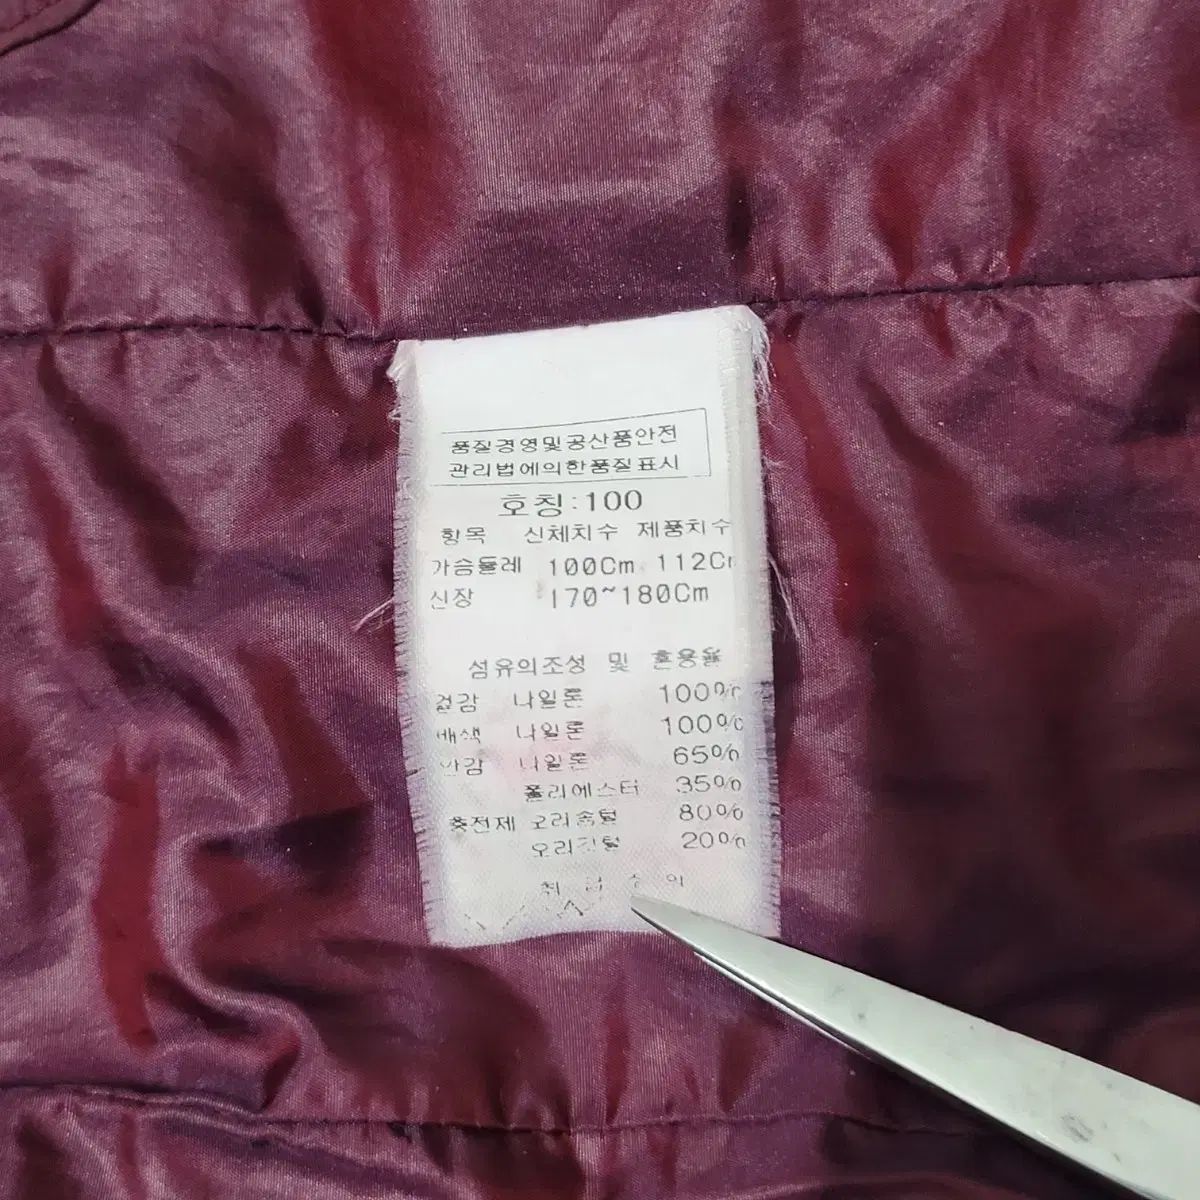 품질경영및공산품안전
관리법에의한품질표시
호칭:100
항목 신체치수 제품치수
가슴둘레 100Cm 112Cm
신장 170~180Cm
섬유의조성 및 혼용율
겉감 나일론 100%
배색 나일론 100%
안감 나일론 65%
폴리에스터 35%
충전제 오리솜털 80%
오리깃털 20%
취 급 주 의